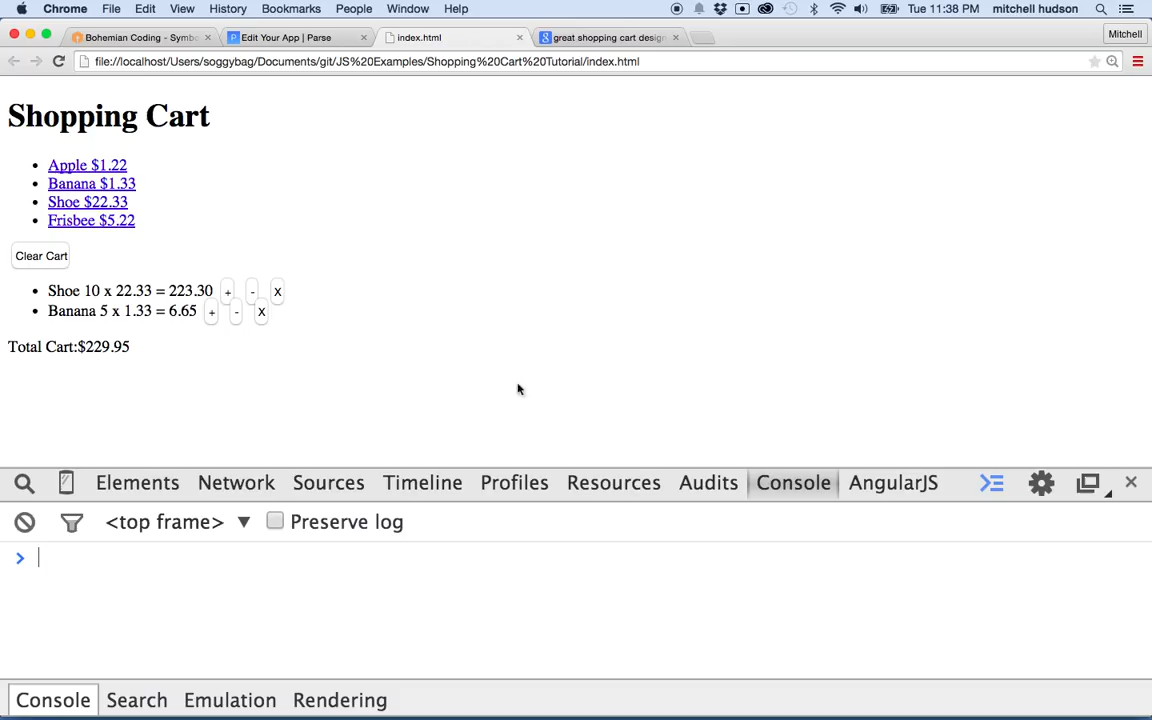 Chrome File Edit View History Bookmarks People Window Help Tue 11:38 PM mitchell hudson
Bohemian Coding - Symbo Edit Your App | Parse index.html great shopping cart design Mitchell
file://localhost/Users/soggybag/Documents/git/JS%20Examples/Shopping%20Cart%20Tutorial/index.html
Shopping Cart
• Apple $1.22
• Banana $1.33
• Shoe $22.33
• Frisbee $5.22
Clear Cart
• Shoe 10 x 22.33 = 223.30 + - X
• Banana 5 x 1.33 = 6.65 + - X
Total Cart:$229.95
Elements Network Sources Timeline Profiles Resources Audits Console AngularJS
<top frame> ▼ Preserve log
>
Console Search Emulation Rendering